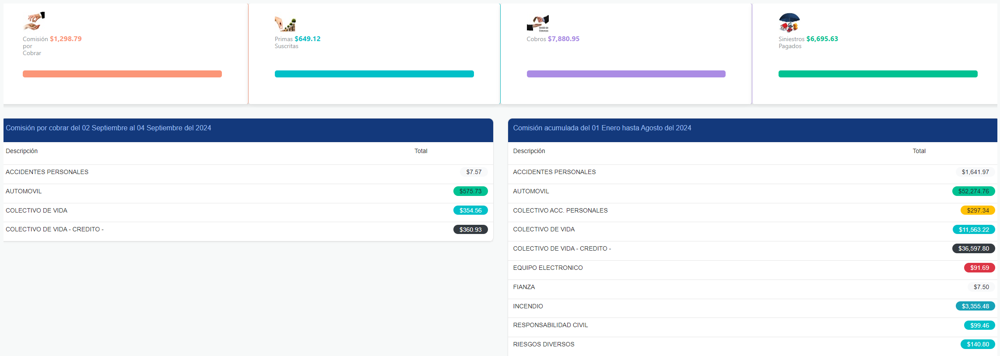 Comisión $1,298.79
por
Cobrar
Primas $649.12
Suscritas
Gestión de
Cobranzas
Cobros $7,880.95
Siniestros $6,695.63
Pagados
Comisión por cobrar del 02 Septiembre al 04 Septiembre del 2024
Descripción Total
ACCIDENTES PERSONALES $7.57
AUTOMOVIL $575.73
COLECTIVO DE VIDA $354.56
COLECTIVO DE VIDA - CREDITO - $360.93
Comisión acumulada del 01 Enero hasta Agosto del 2024
Descripción Total
ACCIDENTES PERSONALES $1,641.97
AUTOMOVIL $52,274.76
COLECTIVO ACC. PERSONALES $297.34
COLECTIVO DE VIDA $11,563.22
COLECTIVO DE VIDA - CREDITO - $36,597.80
EQUIPO ELECTRONICO $91.69
FIANZA $7.50
INCENDIO $3,355.48
RESPONSABILIDAD CIVIL $99.46
RIESGOS DIVERSOS $140.80